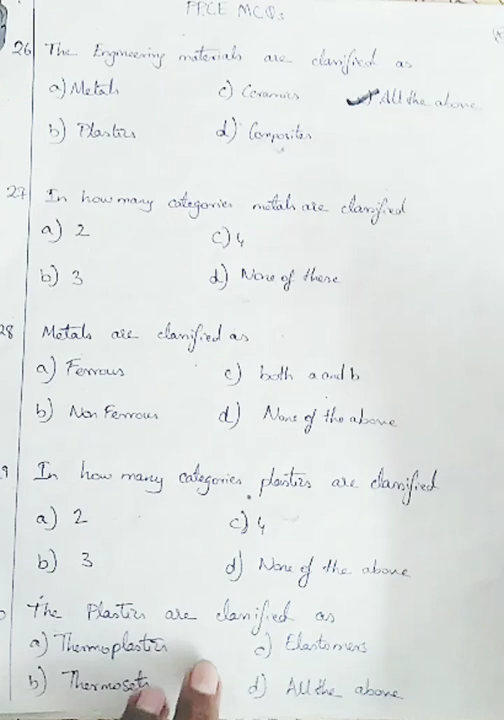 PPCE MCQs
26 The Engineering materials are classified as
a) Metals c) Ceramics All the above
b) Plastics d) Composites
27 In how many categories metals are classified
a) 2 c) 4
b) 3 d) None of these
28 Metals are classified as
a) Ferrous c) both a and b
b) Non Ferrous d) None of the above
9 In how many categories plastics are classified
a) 2 c) 4
b) 3 d) None of the above
The Plastics are classified as
a) Thermoplastics c) Elastomers
b) Thermosets d) All the above